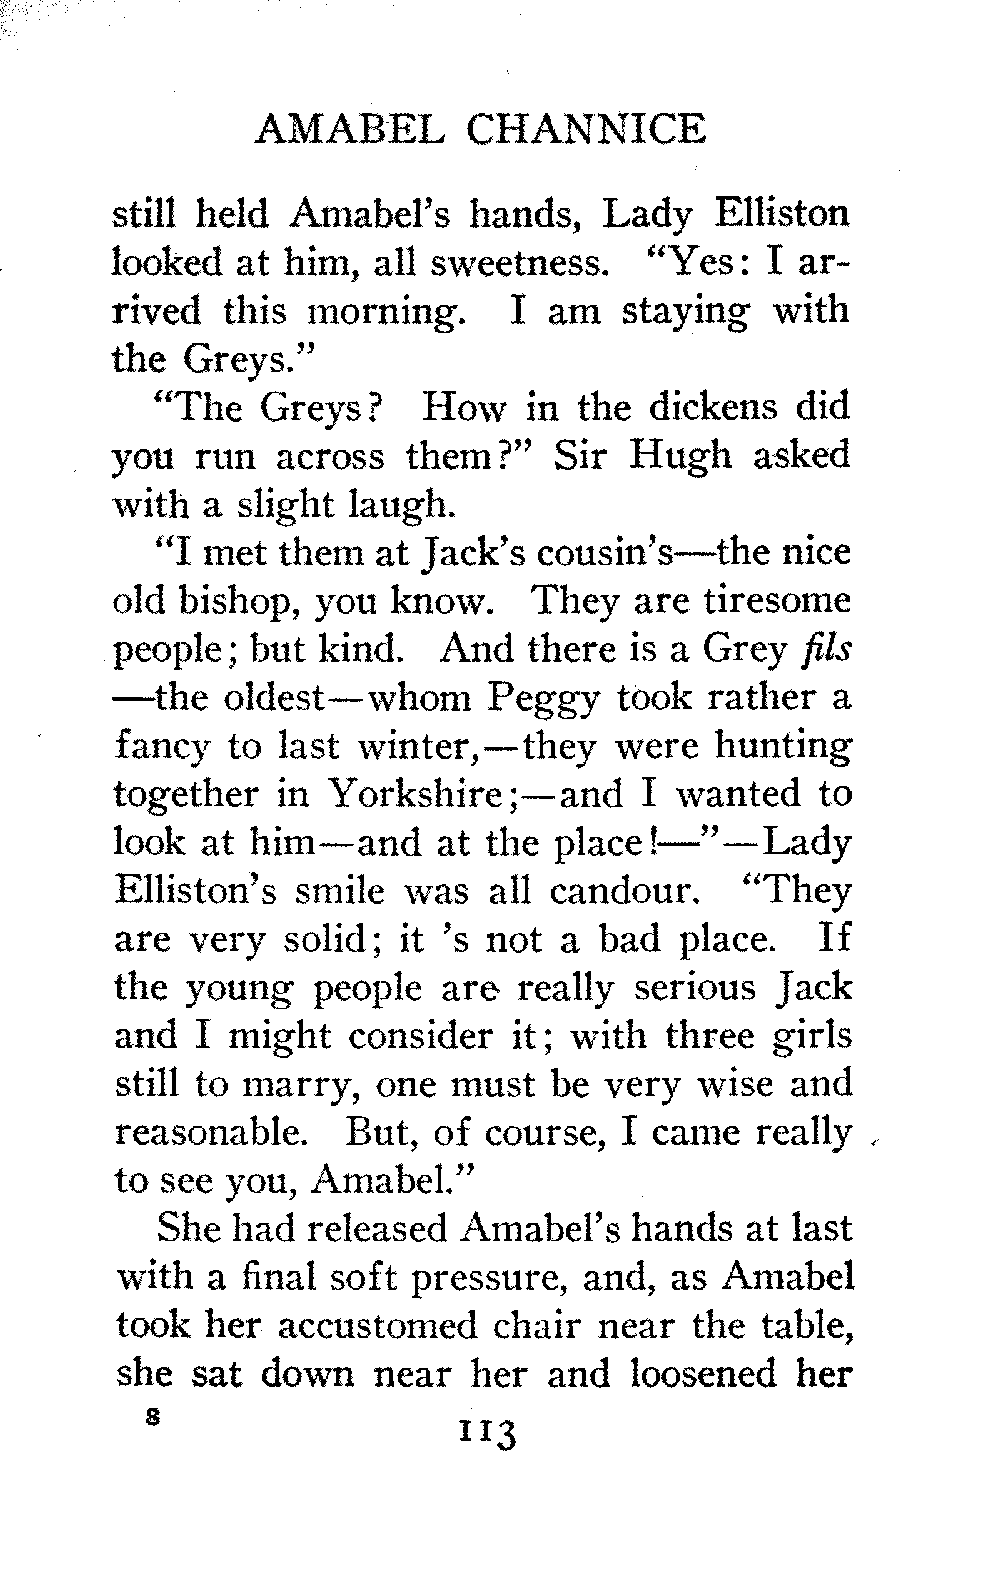 AMABEL CHANNICE
still held Amabel's hands, Lady Elliston
looked at him, all sweetness. “Yes: I ar-
rived this morning. I am staying with
the Greys.”
“The Greys? How in the dickens did
you run across them?” Sir Hugh asked
with a slight laugh.
“I met them at Jack's cousin's—the nice
old bishop, you know. They are tiresome
people; but kind. And there is a Grey fils
—the oldest—whom Peggy took rather a
fancy to last winter,—they were hunting
together in Yorkshire;—and I wanted to
look at him—and at the place!—”—Lady
Elliston's smile was all candour. “They
are very solid; it 's not a bad place. If
the young people are really serious Jack
and I might consider it; with three girls
still to marry, one must be very wise and
reasonable. But, of course, I came really
to see you, Amabel.”
She had released Amabel's hands at last
with a final soft pressure, and, as Amabel
took her accustomed chair near the table,
she sat down near her and loosened her
8
113